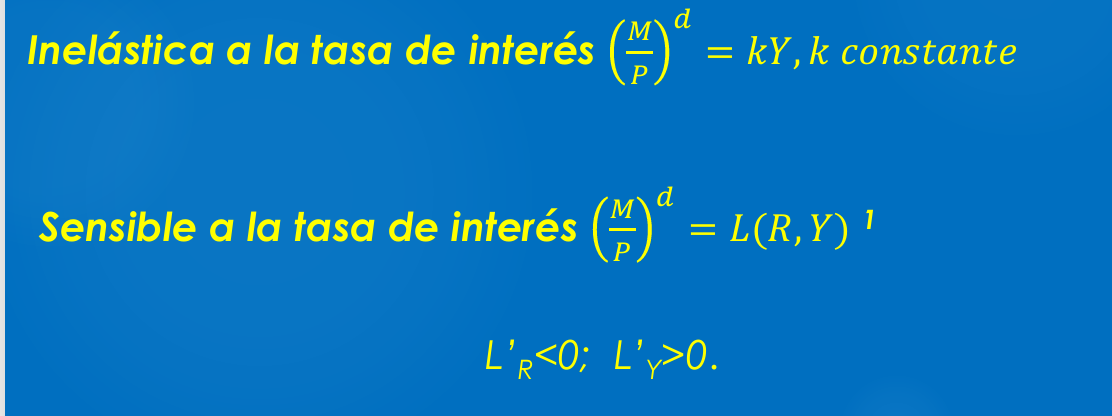 Inelástica a la tasa de interés (M/P)^d = kY, k constante
Sensible a la tasa de interés (M/P)^d = L(R, Y) ¹
L’_R<0; L’_Y>0.